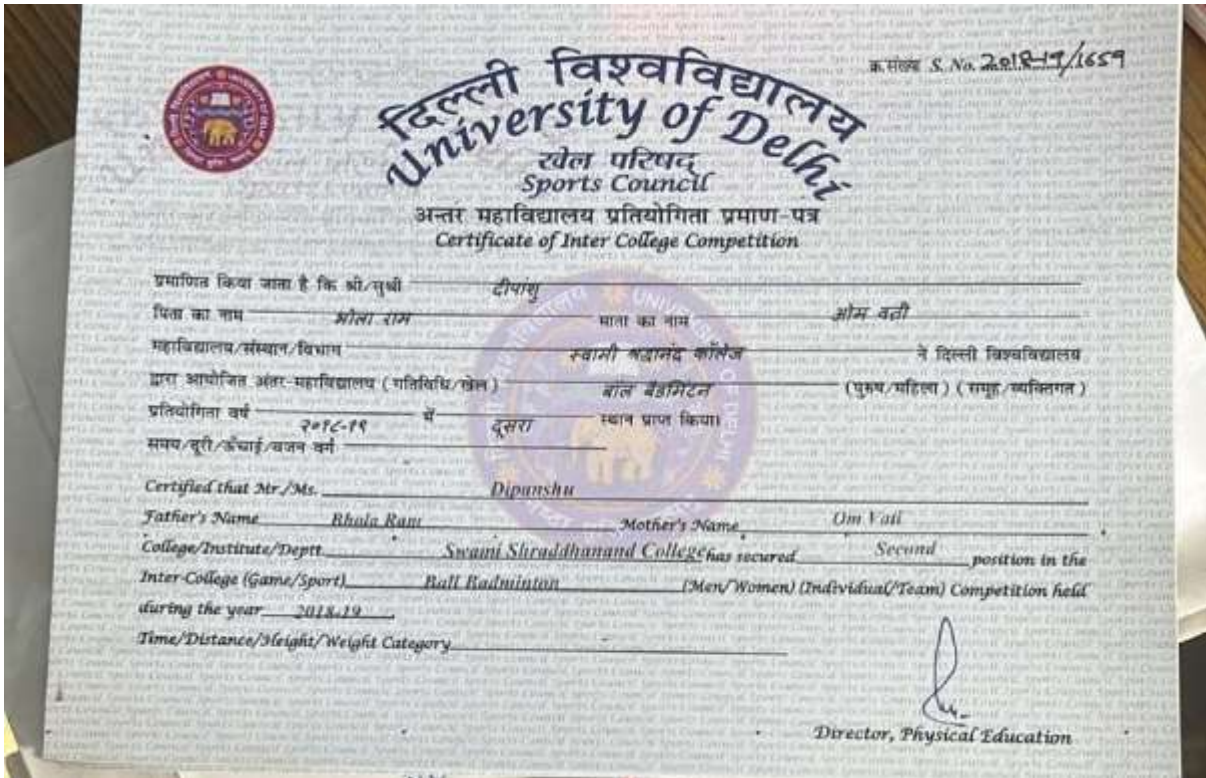 क्र.संख्या S. No. 2018-19/1659
दिल्ली विश्वविद्यालय
University of Delhi
खेल परिषद्
Sports Council
अन्तर महाविद्यालय प्रतियोगिता प्रमाण-पत्र
Certificate of Inter College Competition
प्रमाणित किया जाता है कि श्री/सुश्री दीपांशु
पिता का नाम भोला राम माता का नाम ओम वती
महाविद्यालय/संस्थान/विभाग स्वामी श्रद्धानंद कॉलेज ने दिल्ली विश्वविद्यालय
द्वारा आयोजित अंतर-महाविद्यालय (गतिविधि/खेल) बॉल बैडमिंटन (पुरुष/महिला) (समूह/व्यक्तिगत)
प्रतियोगिता वर्ष २०१८-१९ में दूसरा स्थान प्राप्त किया।
समय/दूरी/ऊँचाई/वजन वर्ग -
Certified that Mr./Ms. Dipanshu
Father's Name Bhola Ram Mother's Name Om Vati
College/Institute/Deptt. Swami Shraddhanand College has secured Second position in the
Inter-College (Game/Sport) Ball Badminton (Men/Women) (Individual/Team) Competition held
during the year 2018-19
Time/Distance/Height/Weight Category -
Director, Physical Education